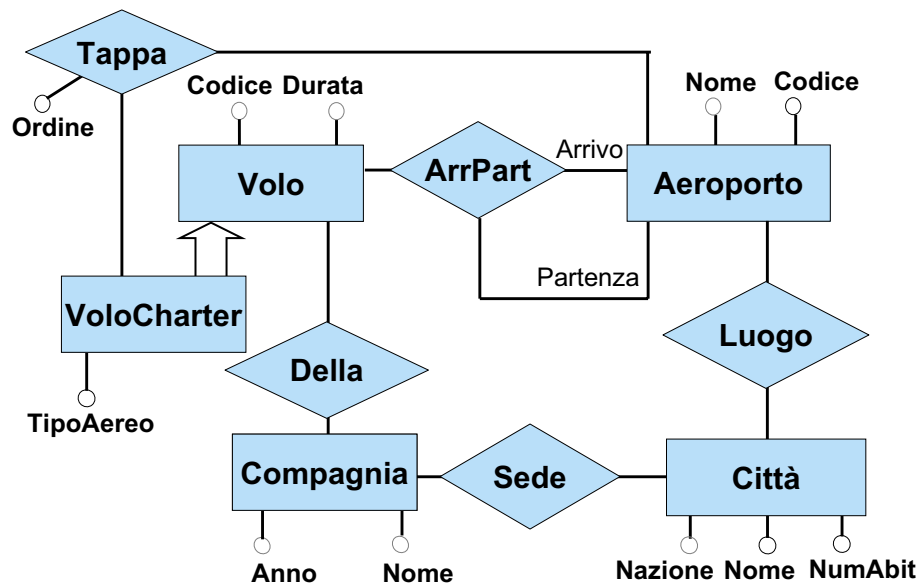 Tappa
Ordine
Codice Durata
Nome Codice
Volo
ArrPart
Arrivo
Aeroporto
Partenza
VoloCharter
TipoAereo
Della
Luogo
Compagnia
Sede
Città
Anno
Nome
Nazione
Nome
NumAbit